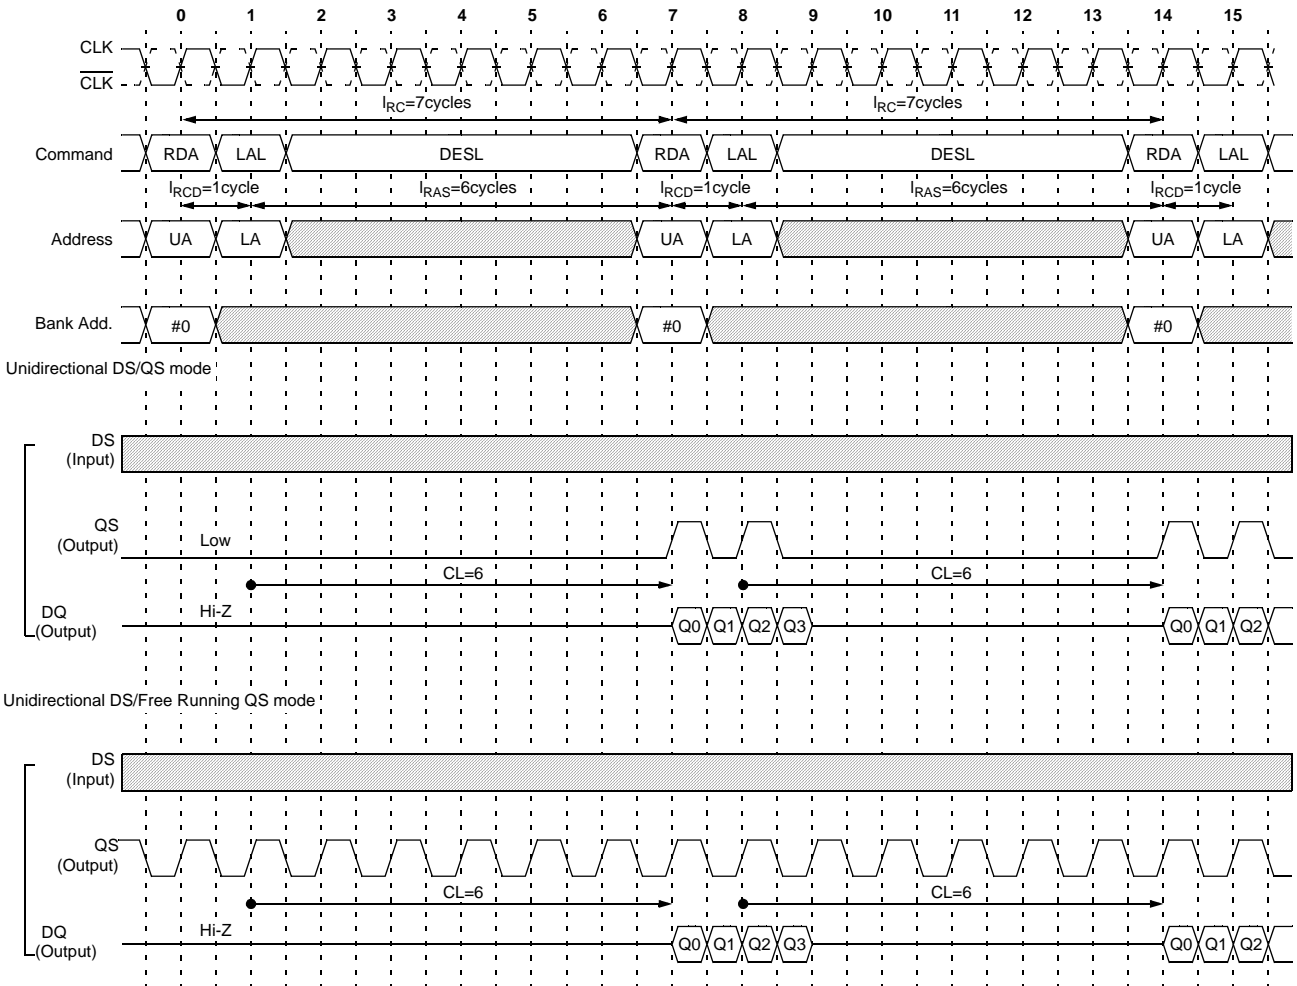 0 1 2 3 4 5 6 7 8 9 10 11 12 13 14 15
CLK
CLK
IRC=7cycles IRC=7cycles
Command RDA LAL DESL RDA LAL DESL RDA LAL
IRCD=1cycle IRAS=6cycles IRCD=1cycle IRAS=6cycles IRCD=1cycle
Address UA LA UA LA UA LA
Bank Add. #0 #0 #0
Unidirectional DS/QS mode
DS
(Input)
QS
(Output) Low
CL=6 CL=6
DQ Hi-Z
(Output) Q0 Q1 Q2 Q3 Q0 Q1 Q2
Unidirectional DS/Free Running QS mode
DS
(Input)
QS
(Output)
CL=6 CL=6
DQ Hi-Z
(Output) Q0 Q1 Q2 Q3 Q0 Q1 Q2